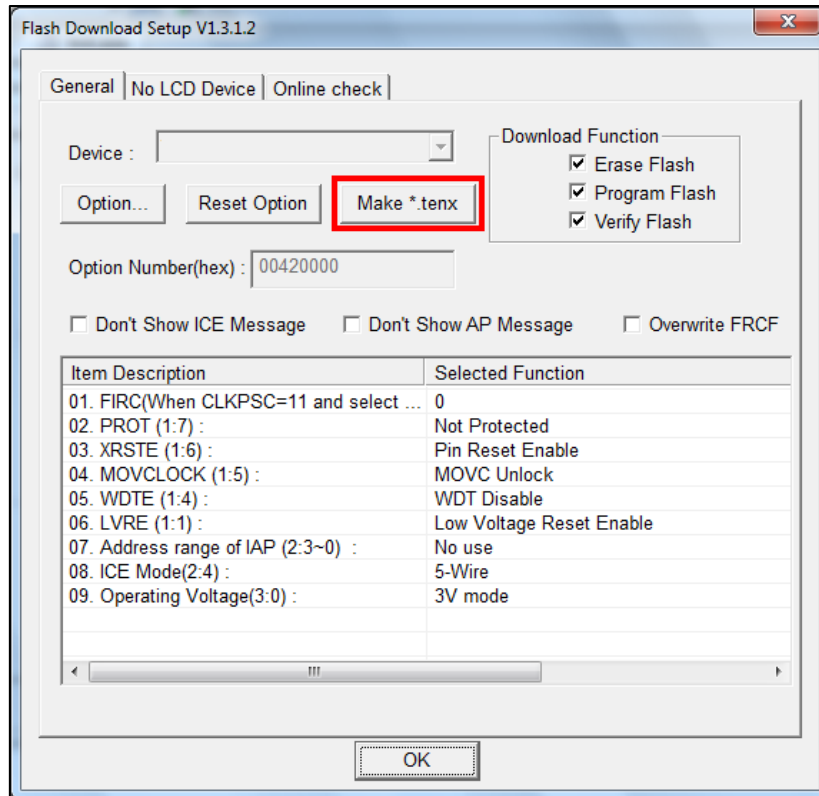 Flash Download Setup V1.3.1.2
General No LCD Device Online check
Device :
Download Function
Erase Flash
Option... Reset Option Make *.tenx
Program Flash
Verify Flash
Option Number(hex) : 00420000
Don't Show ICE Message Don't Show AP Message Overwrite FRCF
Item Description Selected Function
01. FIRC(When CLKPSC=11 and select ... 0
02. PROT (1:7) : Not Protected
03. XRSTE (1:6) : Pin Reset Enable
04. MOVCLOCK (1:5) : MOVC Unlock
05. WDTE (1:4) : WDT Disable
06. LVRE (1:1) : Low Voltage Reset Enable
07. Address range of IAP (2:3~0) : No use
08. ICE Mode(2:4) : 5-Wire
09. Operating Voltage(3:0) : 3V mode
OK